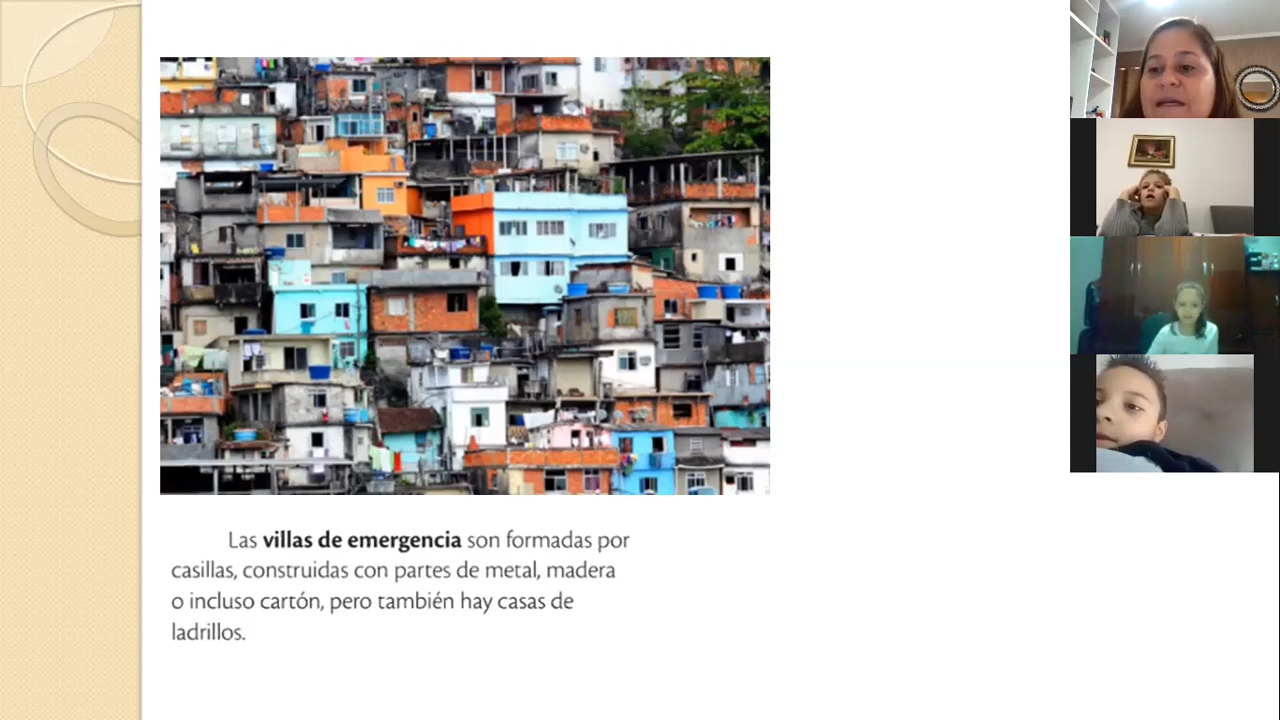 Las villas de emergencia son formadas por
casillas, construidas con partes de metal, madera
o incluso cartón, pero también hay casas de
ladrillos.